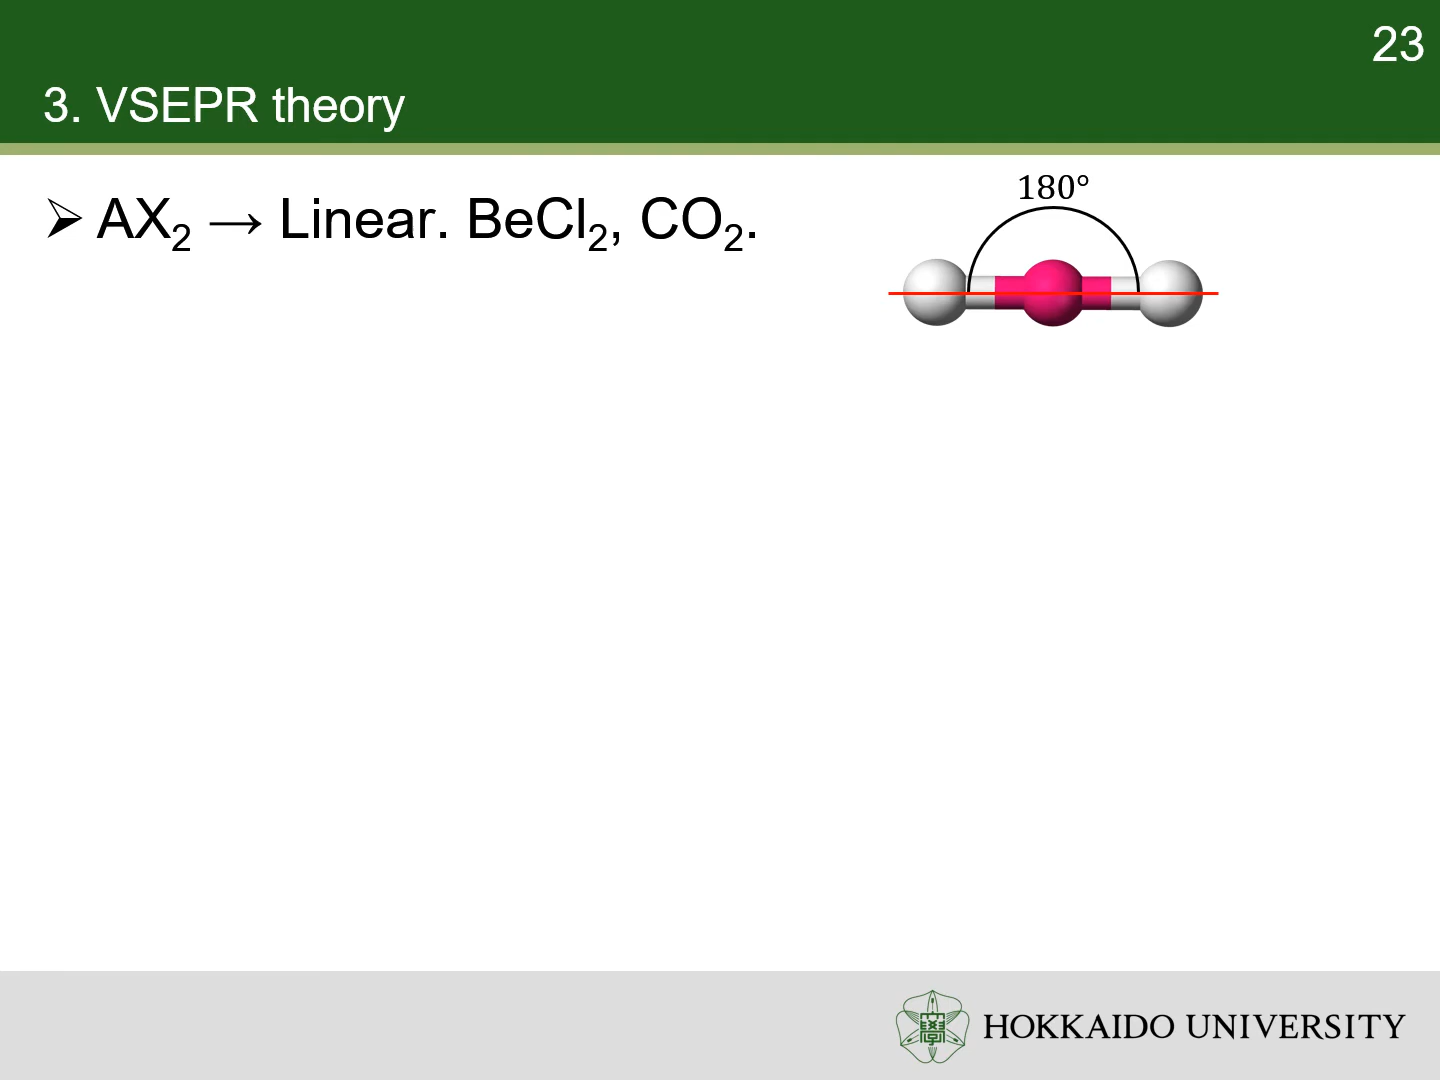 23
3. VSEPR theory
➢ AX₂ → Linear. BeCl₂, CO₂.
180°
HOKKAIDO UNIVERSITY